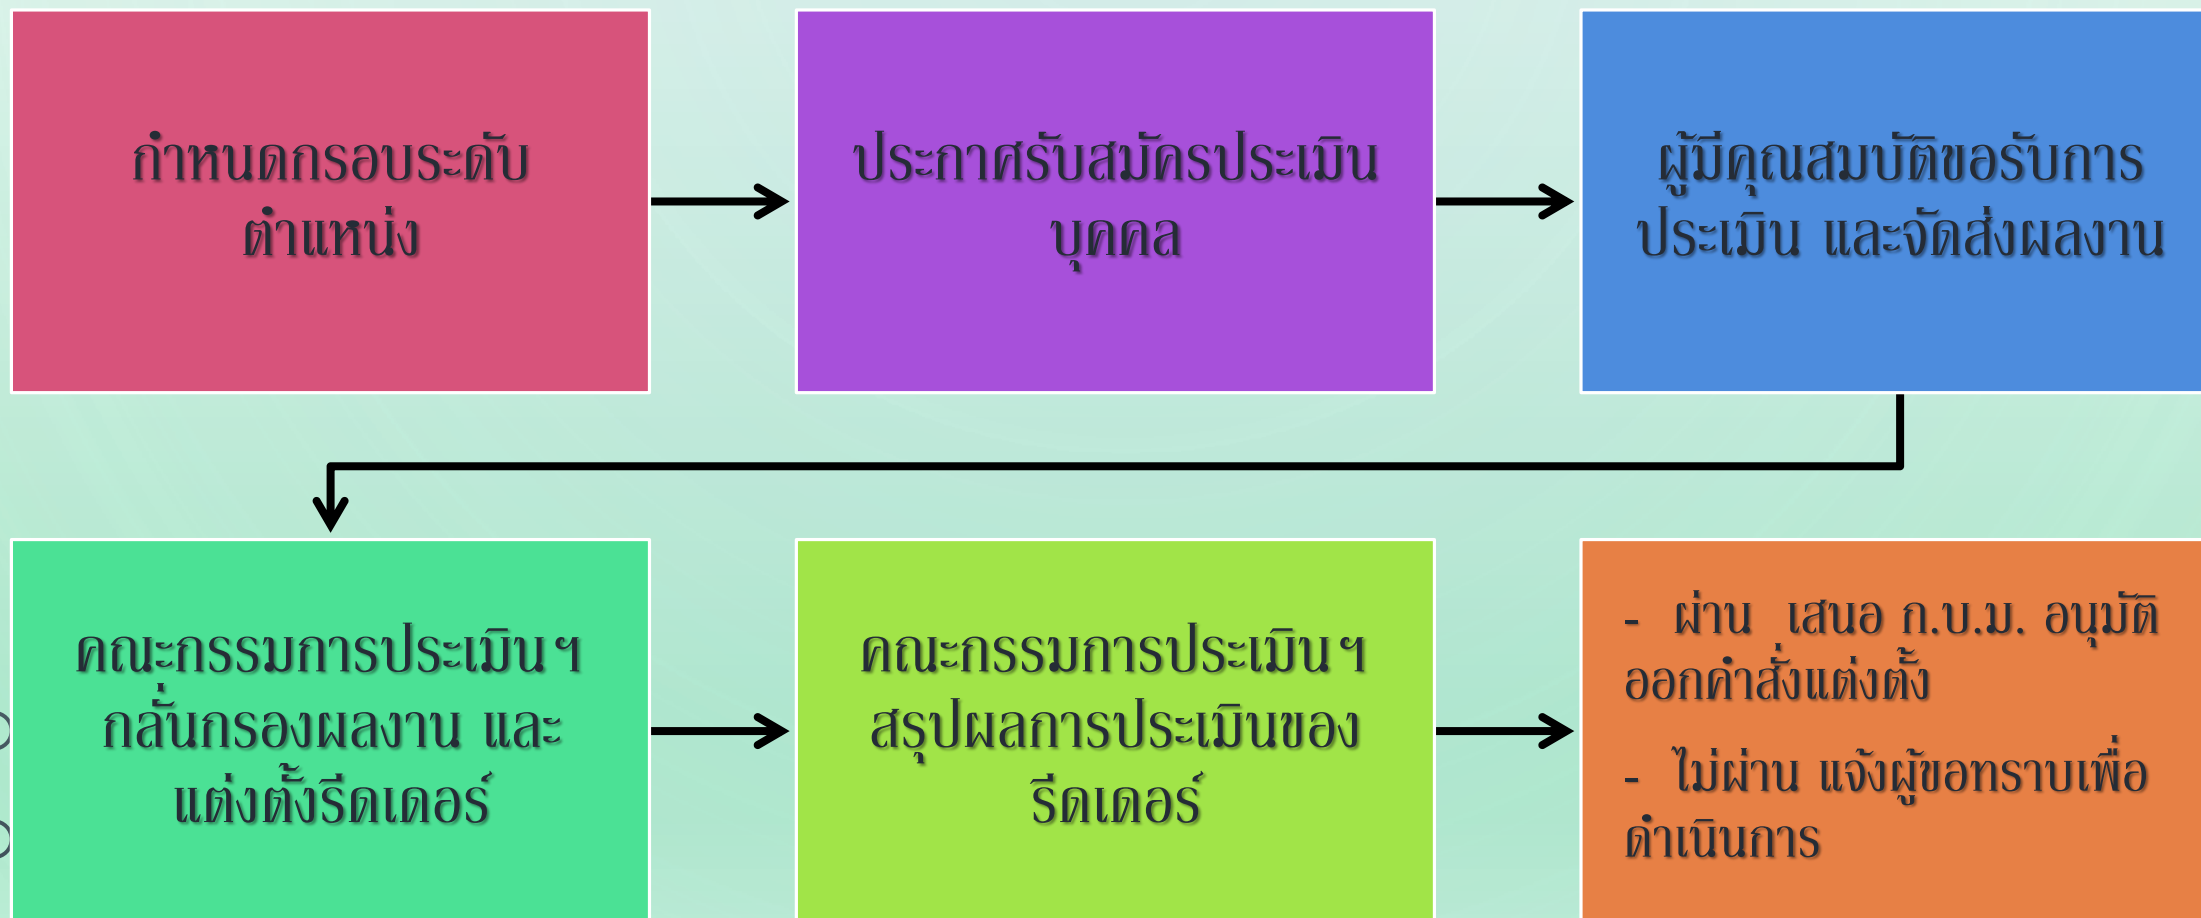 กำหนดกรอบระดับ
ตำแหน่ง
ประกาศรับสมัครประเมิน
บุคคล
ผู้มีคุณสมบัติขอรับการ
ประเมิน และจัดส่งผลงาน
คณะกรรมการประเมินฯ
กลั่นกรองผลงาน และ
แต่งตั้งรีดเดอร์
คณะกรรมการประเมินฯ
สรุปผลการประเมินของ
รีดเดอร์
- ผ่าน เสนอ ก.บ.ม. อนุมัติ
ออกคำสั่งแต่งตั้ง
- ไม่ผ่าน แจ้งผู้ขอทราบเพื่อ
ดำเนินการ